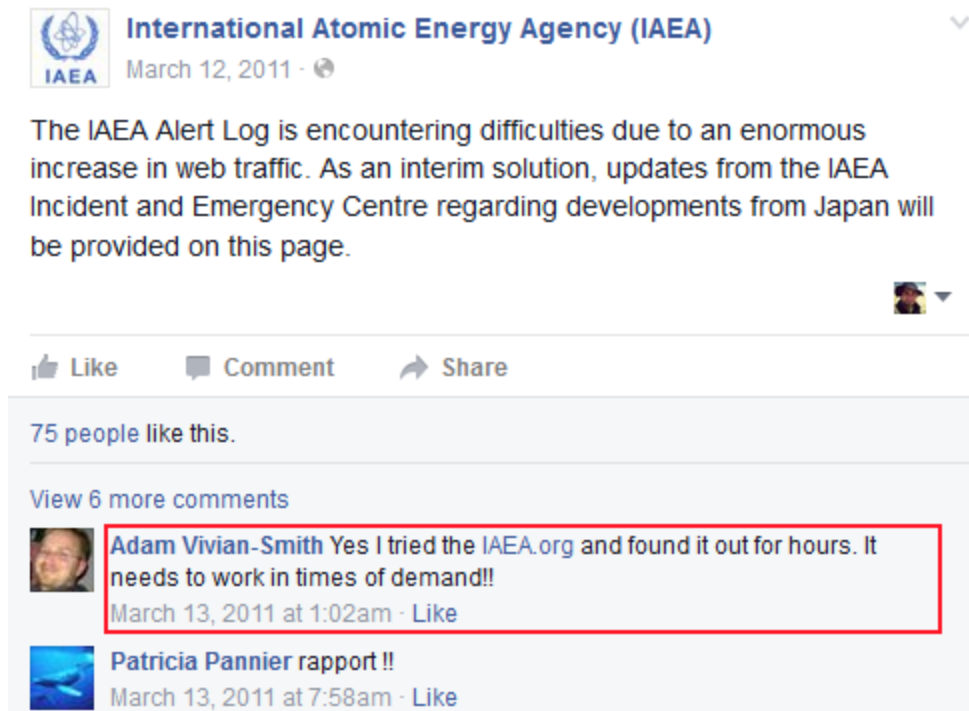 International Atomic Energy Agency (IAEA)
IAEA
March 12, 2011 ·
The IAEA Alert Log is encountering difficulties due to an enormous
increase in web traffic. As an interim solution, updates from the IAEA
Incident and Emergency Centre regarding developments from Japan will
be provided on this page.
Like Comment Share
75 people like this.
View 6 more comments
Adam Vivian-Smith Yes I tried the IAEA.org and found it out for hours. It
needs to work in times of demand!!
March 13, 2011 at 1:02am · Like
Patricia Pannier rapport !!
March 13, 2011 at 7:58am · Like